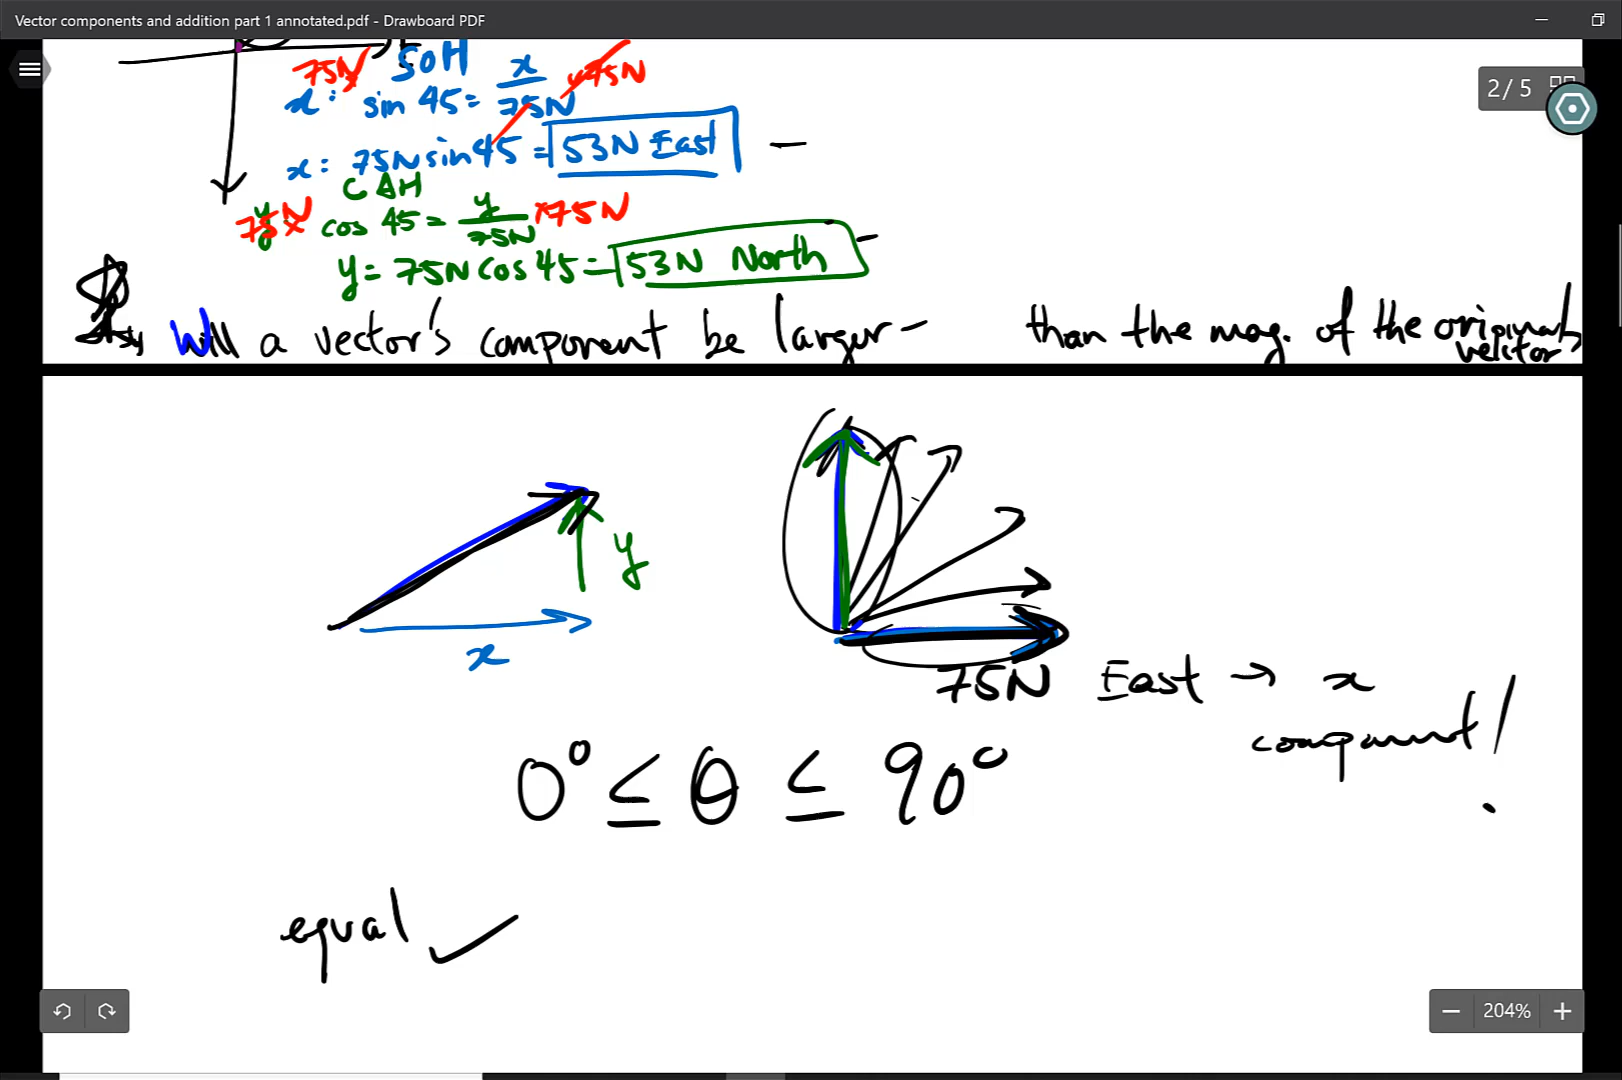 Vector components and addition part 1 annotated.pdf - Drawboard PDF
2/5
75N SOH
x: sin 45 = x/75N ×75N
x: 75N sin 45 = 53N East
CAH
75N cos 45 = y/75N ×75N
y = 75N cos 45 = 53N North
Will a vector's component be larger than the mag. of the original vector
y
x
75N East → x component!
0° ≤ θ ≤ 90°
equal ✓
204%